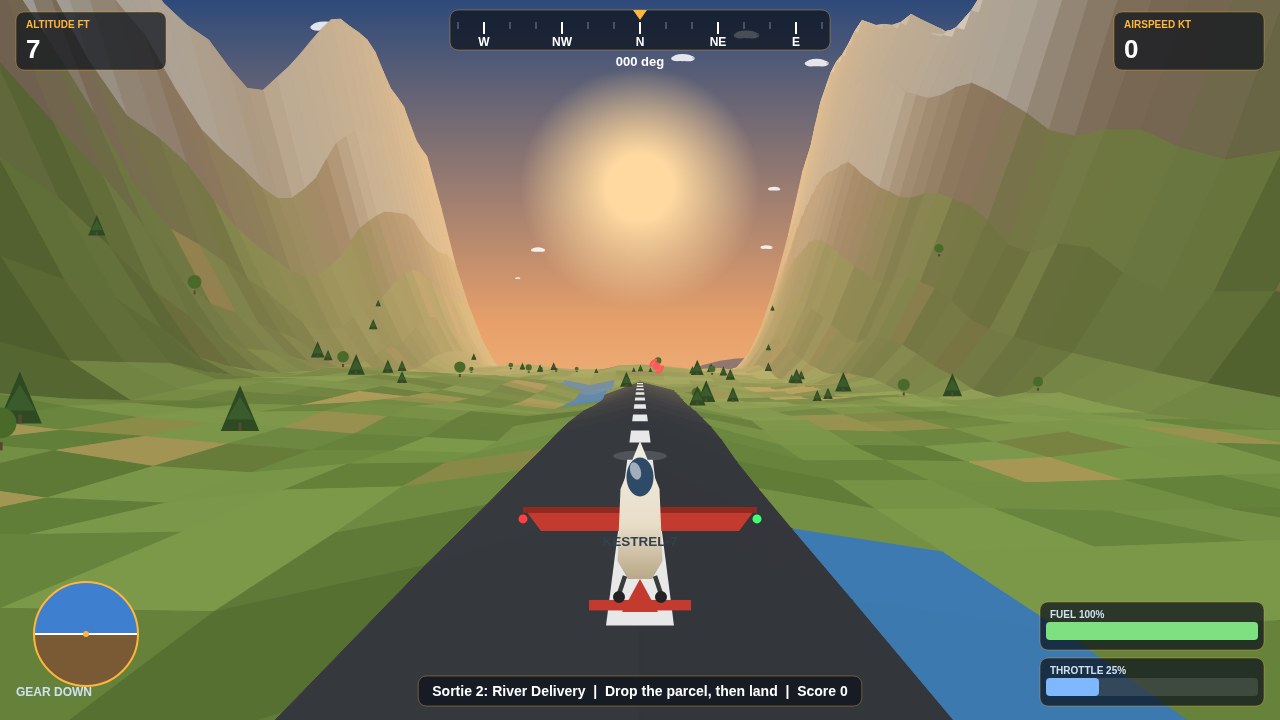 ALTITUDE FT
7
W NW N NE E
000 deg
AIRSPEED KT
0
KESTREL 7
GEAR DOWN
FUEL 100%
THROTTLE 25%
Sortie 2: River Delivery | Drop the parcel, then land | Score 0